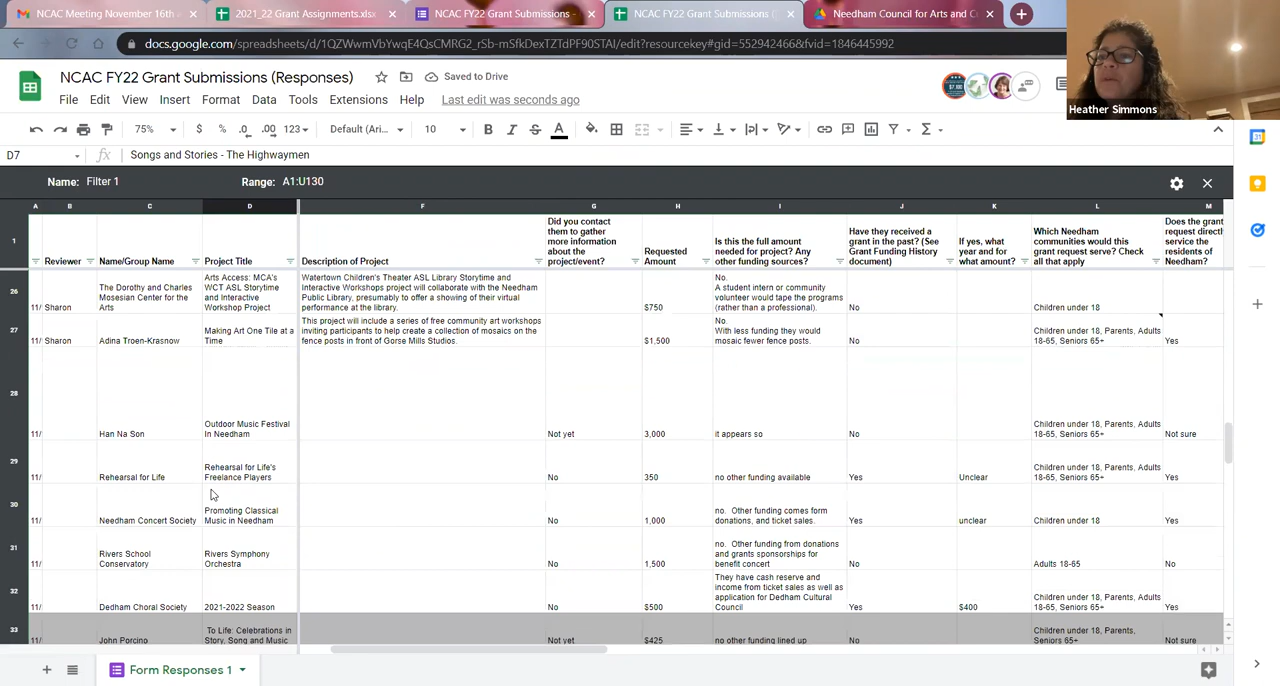 NCAC Meeting November 16th a
2021_22 Grant Assignments.xlsx
NCAC FY22 Grant Submissions -
NCAC FY22 Grant Submissions (
Needham Council for Arts and C
docs.google.com/spreadsheets/d/
/edit?resourcekey#gid=552942466&fvid=1846445992
NCAC FY22 Grant Submissions (Responses)
Saved to Drive
File Edit View Insert Format Data Tools Extensions Help Last edit was seconds ago
Heather Simmons
75% $ % .0 .00 123 Default (Ari... 10 B I S A
D7 fx Songs and Stories - The Highwaymen
Name: Filter 1 Range: A1:U130
A B C D F G H I J K L M
1
Reviewer
Name/Group Name
Project Title
Description of Project
Did you contact
them to gather
more information
about the
project/event?
Requested
Amount
Is this the full amount
needed for project? Any
other funding sources?
Have they received a
grant in the past? (See
Grant Funding History
document)
If yes, what
year and for
what amount?
Which Needham
communities would this
grant request serve? Check
all that apply
Does the grant
request directl
service the
residents of
Needham?
26
11/ Sharon
The Dorothy and Charles
Mosesian Center for the
Arts
Arts Access: MCA's
WCT ASL Storytime
and Interactive
Workshop Project
Watertown Children's Theater ASL Library Storytime and
Interactive Workshops project will collaborate with the Needham
Public Library, presumably to offer a showing of their virtual
performance at the library.
$750
No.
A student intern or community
volunteer would tape the programs
(rather than a professional).
No
Children under 18
27
11/ Sharon
Adina Troen-Krasnow
Making Art One Tile at a
Time
This project will include a series of free community art workshops
inviting participants to help create a collection of mosaics on the
fence posts in front of Gorse Mills Studios.
$1,500
No.
With less funding they would
mosaic fewer fence posts.
No
Children under 18, Parents, Adults
18-65, Seniors 65+
Yes
28
11/
Han Na Son
Outdoor Music Festival
In Needham
Not yet
3,000
it appears so
No
Children under 18, Parents, Adults
18-65, Seniors 65+
Not sure
29
11/
Rehearsal for Life
Rehearsal for Life's
Freelance Players
No
350
no other funding available
Yes
Unclear
Children under 18, Parents, Adults
18-65, Seniors 65+
Yes
30
11/
Needham Concert Society
Promoting Classical
Music in Needham
No
1,000
no. Other funding comes form
donations, and ticket sales.
Yes
unclear
Children under 18
Yes
31
11/
Rivers School
Conservatory
Rivers Symphony
Orchestra
No
1,500
no. Other funding from donations
and grants sponsorships for
benefit concert
No
Adults 18-65
No
32
11/
Dedham Choral Society
2021-2022 Season
No
$500
They have cash reserve and
income from ticket sales as well as
application for Dedham Cultural
Council
Yes
$400
Children under 18, Parents, Adults
18-65, Seniors 65+
Yes
33
11/
John Porcino
To Life: Celebrations in
Story, Song and Music
Not yet
$425
no other funding lined up
No
Children under 18, Parents,
Seniors 65+
Not sure
Form Responses 1